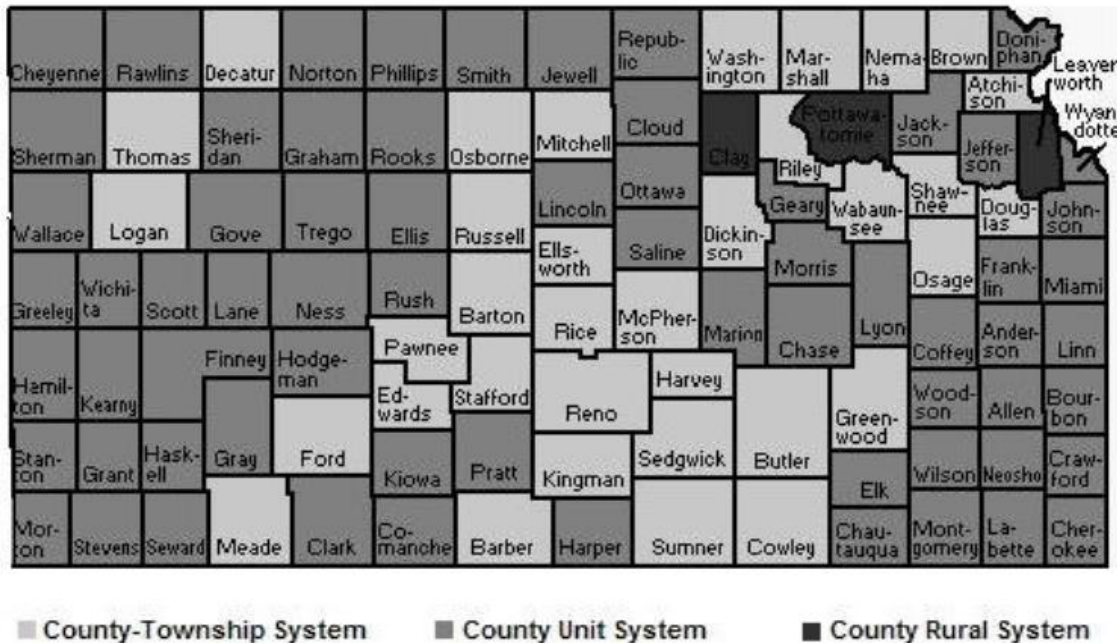 Cheyenne Rawlins Decatur Norton Phillips Smith Jewell
Republ-
ic
Wash-
ington
Mar-
shall
Nema-
ha
Brown
Doni-
phan
Leaven
worth
Atchi-
son
Wyan
dotte
Sherman Thomas
Sheri-
dan
Graham Rooks Osborne Mitchell
Cloud
Clay
Riley
Pottawa-
tomie
Jack-
son
Jeffer-
son
Wallace Logan Gove Trego Ellis Russell
Lincoln
Ottawa
Saline
Dickin-
son
Geary
Wabaun-
see
Shaw-
nee
Doug-
las
John-
son
Greeley
Wichi-
ta
Scott Lane Ness Rush Barton
Ells-
worth
Rice
McPher-
son
Marion
Morris
Chase
Lyon
Osage
Frank-
lin
Miami
Hamil-
ton
Kearny
Finney
Hodge-
man
Pawnee
Ed-
wards
Stafford
Reno
Harvey
Green-
wood
Coffey
Ander-
son
Linn
Stan-
ton
Grant
Hask-
ell
Gray
Ford
Kiowa
Pratt
Kingman
Sedgwick
Butler
Elk
Wood-
son
Allen
Bour-
bon
Wilson
Neosho
Craw-
ford
Mor-
ton
Stevens Seward Meade Clark
Co-
manche
Barber Harper Sumner Cowley
Chau-
tauqua
Mont-
gomery
La-
bette
Cher-
okee
County-Township System County Unit System County Rural System